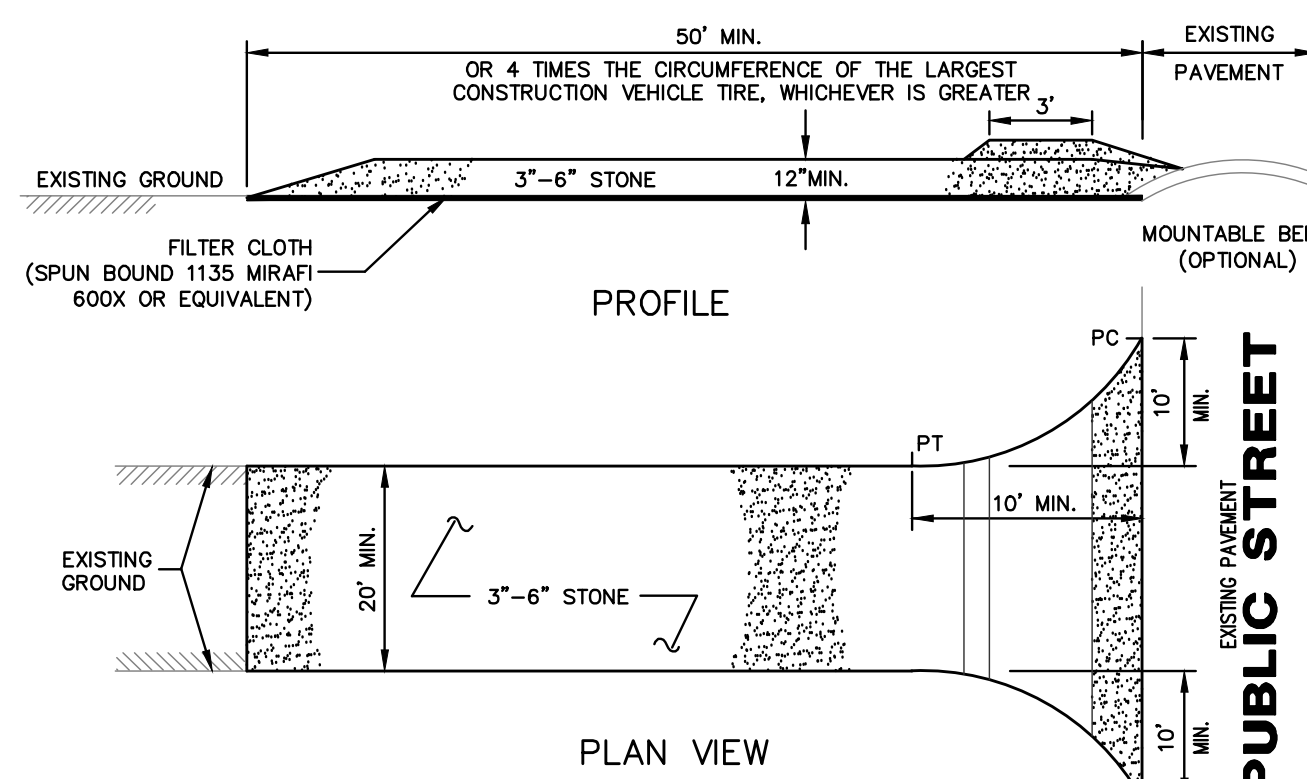 50' MIN.
EXISTING
PAVEMENT
OR 4 TIMES THE CIRCUMFERENCE OF THE LARGEST
CONSTRUCTION VEHICLE TIRE, WHICHEVER IS GREATER
3'
EXISTING GROUND
3"-6" STONE
12"MIN.
FILTER CLOTH
(SPUN BOUND 1135 MIRAFI
600X OR EQUIVALENT)
MOUNTABLE
(OPTIONAL)
PROFILE
PC
10'
MIN.
PT
10' MIN.
EXISTING
GROUND
20' MIN.
3"-6" STONE
EXISTING PAVEMENT
PUBLIC STREET
10'
MIN.
PLAN VIEW